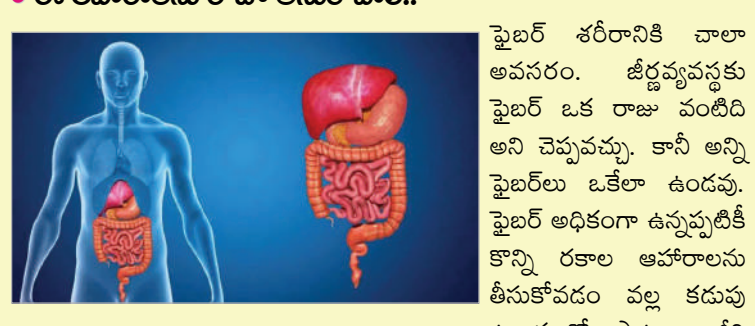 ఫైబర్ శరీరానికి చాలా
అవసరం. జీర్ణవ్యవస్థకు
ఫైబర్ ఒక రాజు వంటిది
అని చెప్పవచ్చు. కానీ అన్ని
ఫైబర్‌లు ఒకేలా ఉండవు.
ఫైబర్ అధికంగా ఉన్నప్పటికీ
కొన్ని రకాల ఆహారాలను
తీసుకోవడం వల్ల కడుపు